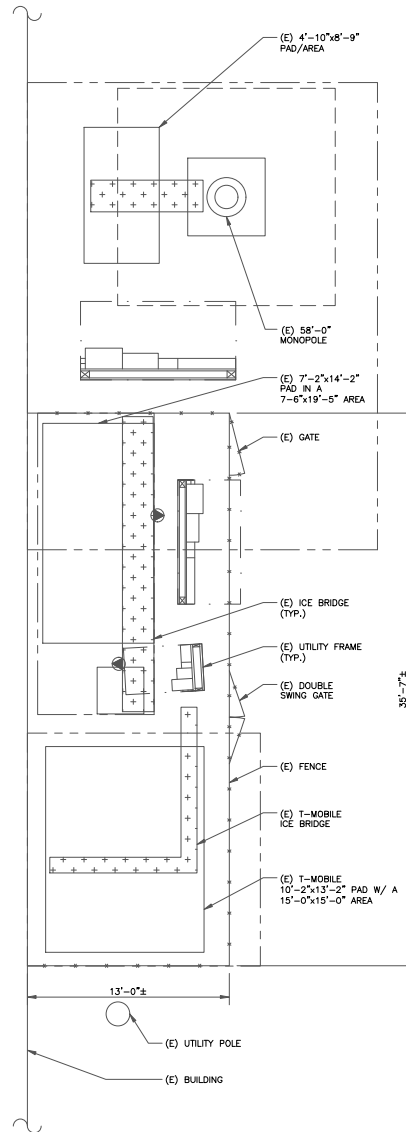 (E) 4'-10"x8'-9"
PAD/AREA
(E) 58'-0"
MONOPOLE
(E) 7'-2"x14'-2"
PAD IN A
7-6"x19'-5" AREA
(E) GATE
(E) ICE BRIDGE
(TYP.)
(E) UTILITY FRAME
(TYP.)
(E) DOUBLE
SWING GATE
35'-7"±
(E) FENCE
(E) T-MOBILE
ICE BRIDGE
(E) T-MOBILE
10'-2"x13'-2" PAD W/ A
15'-0"x15'-0" AREA
13'-0"±
(E) UTILITY POLE
(E) BUILDING